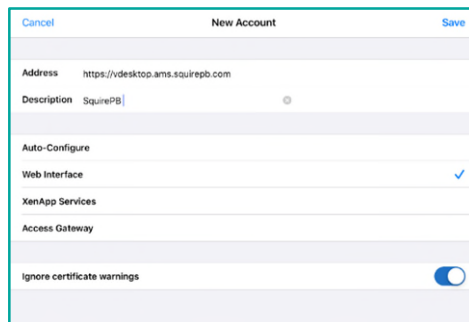 Cancel New Account Save
Address https://vdesktop.ams.squirepb.com
Description SquirePB
Auto-Configure
Web Interface
XenApp Services
Access Gateway
Ignore certificate warnings